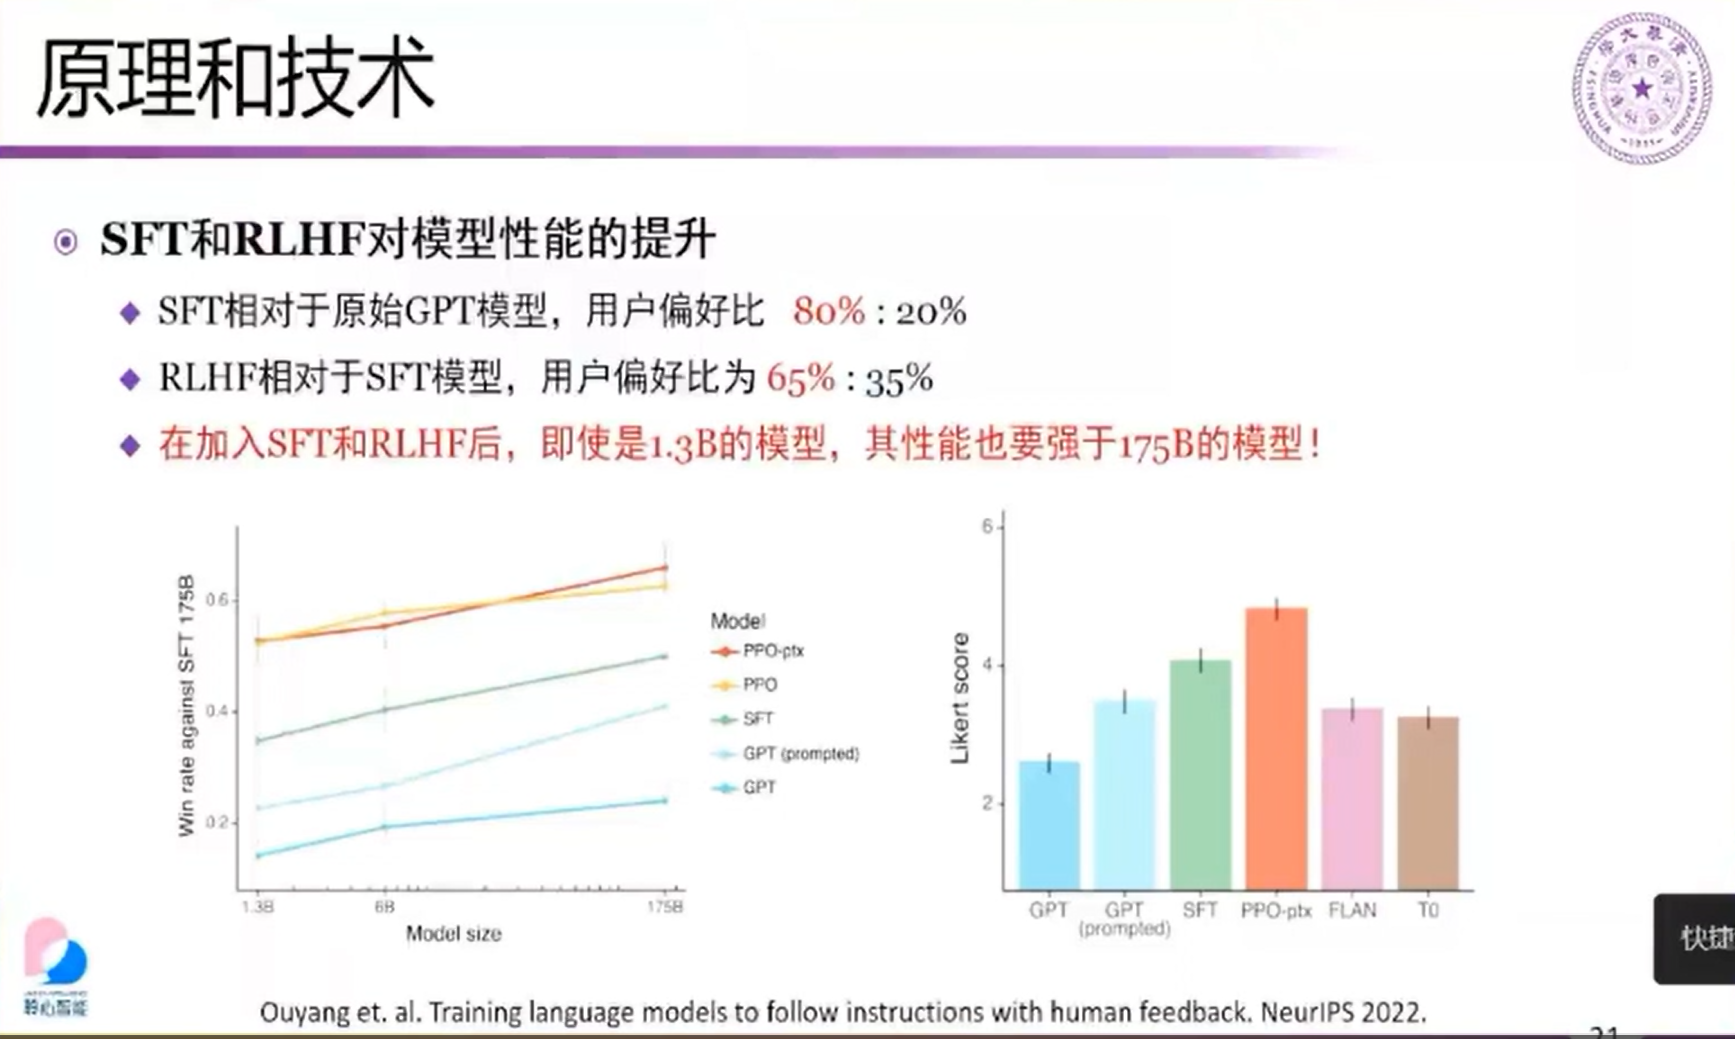 原理和技术
SFT和RLHF对模型性能的提升
SFT相对于原始GPT模型，用户偏好比 80% : 20%
RLHF相对于SFT模型，用户偏好比为 65% : 35%
在加入SFT和RLHF后，即使是1.3B的模型，其性能也要强于175B的模型！
Win rate against SFT 175B
0.6
0.4
0.2
1.3B 6B 175B
Model size
Model
PPO-ptx
PPO
SFT
GPT (prompted)
GPT
Likert score
6
4
2
GPT GPT SFT PPO-ptx FLAN T0
(prompted)
聆心智能
快捷
Ouyang et. al. Training language models to follow instructions with human feedback. NeurIPS 2022.
TSINGHUA UNIVERSITY
-1911-